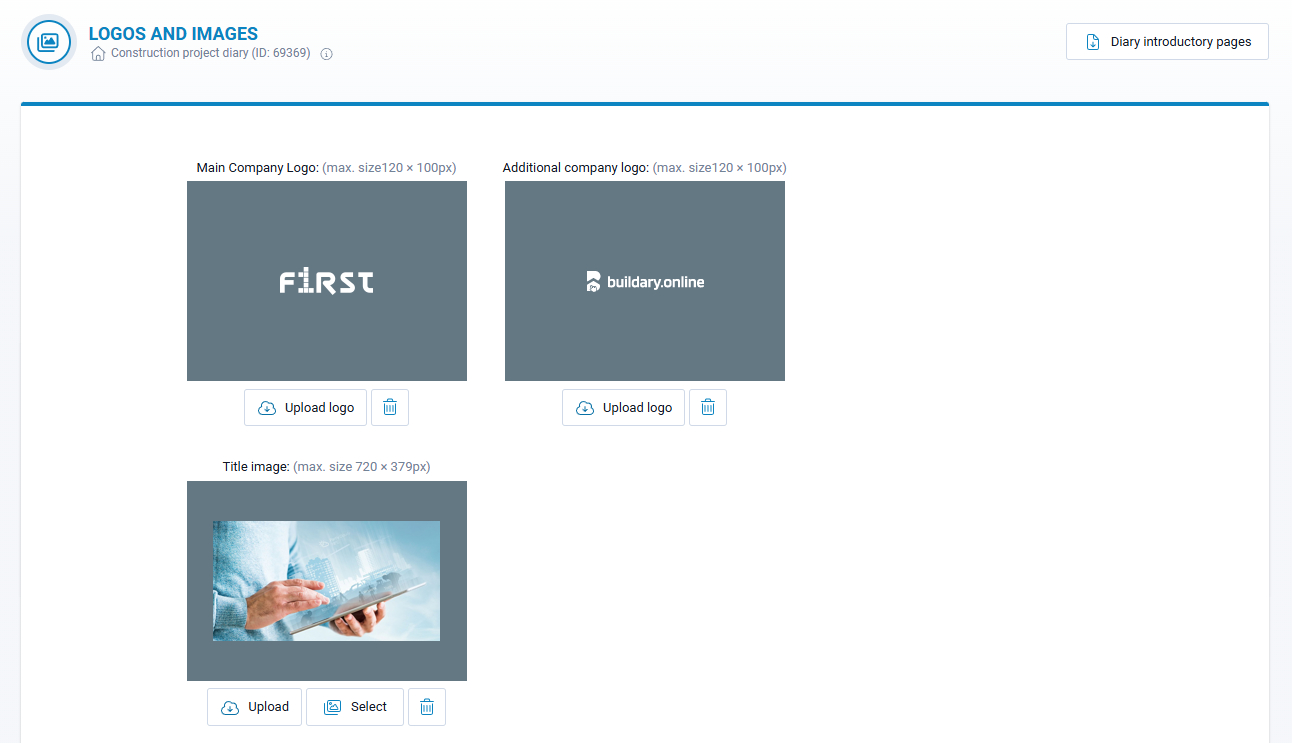 LOGOS AND IMAGES
Construction project diary (ID: 69369)
Diary introductory pages
Main Company Logo: (max. size120 × 100px)
Additional company logo: (max. size120 × 100px)
FIRST
buildary.online
Upload logo
Upload logo
Title image: (max. size 720 × 379px)
Upload
Select